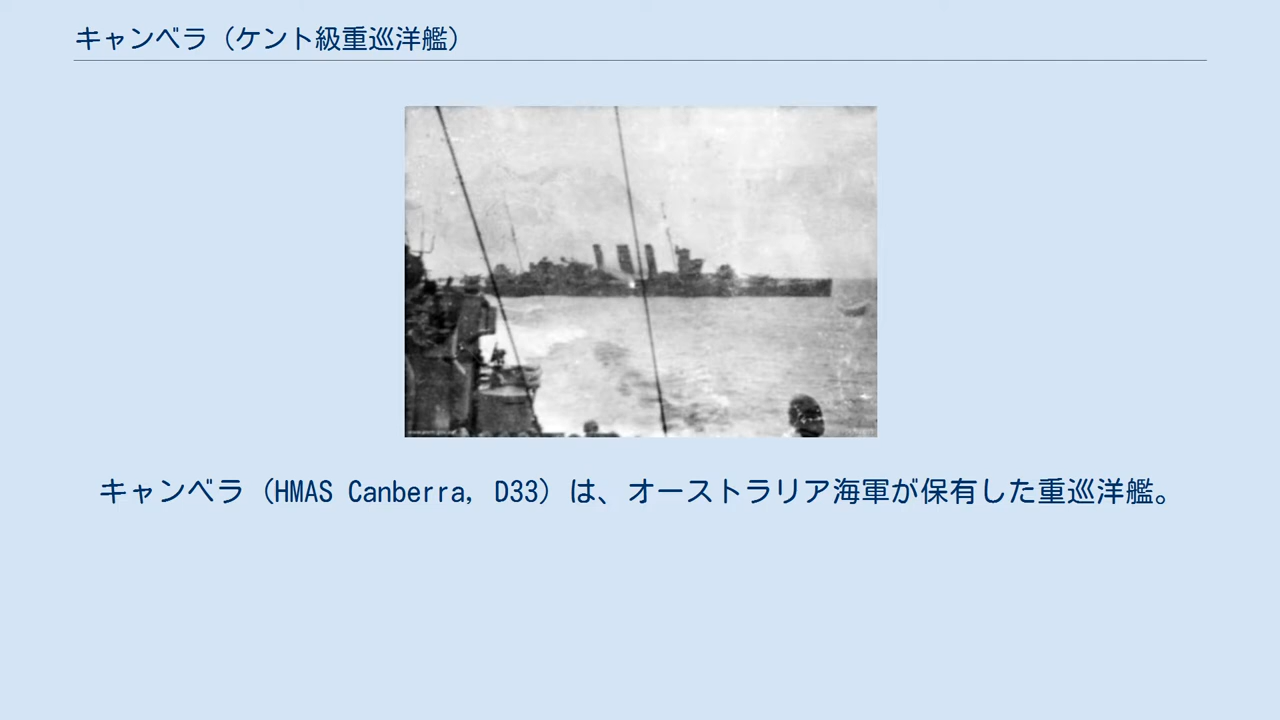 キャンベラ（ケント級重巡洋艦）
キャンベラ（HMAS Canberra, D33）は、オーストラリア海軍が保有した重巡洋艦。